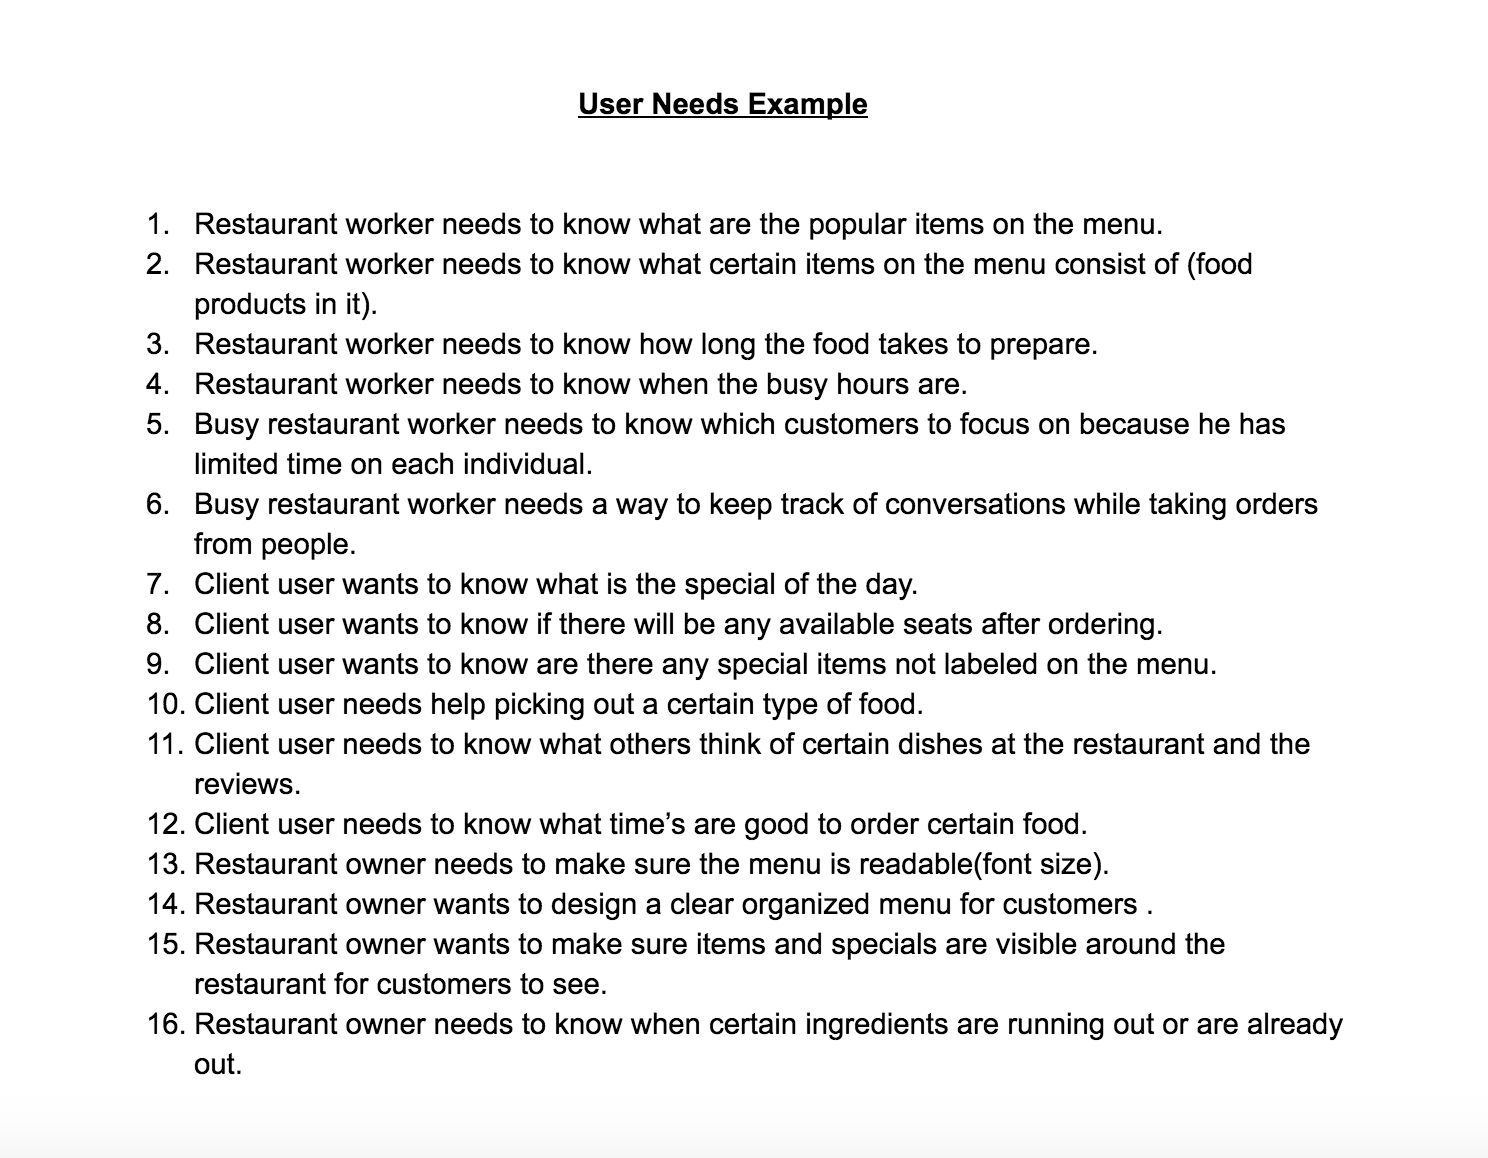 User Needs Example
1. Restaurant worker needs to know what are the popular items on the menu.
2. Restaurant worker needs to know what certain items on the menu consist of (food
products in it).
3. Restaurant worker needs to know how long the food takes to prepare.
4. Restaurant worker needs to know when the busy hours are.
5. Busy restaurant worker needs to know which customers to focus on because he has
limited time on each individual.
6. Busy restaurant worker needs a way to keep track of conversations while taking orders
from people.
7. Client user wants to know what is the special of the day.
8. Client user wants to know if there will be any available seats after ordering.
9. Client user wants to know are there any special items not labeled on the menu.
10. Client user needs help picking out a certain type of food.
11. Client user needs to know what others think of certain dishes at the restaurant and the
reviews.
12. Client user needs to know what time’s are good to order certain food.
13. Restaurant owner needs to make sure the menu is readable(font size).
14. Restaurant owner wants to design a clear organized menu for customers .
15. Restaurant owner wants to make sure items and specials are visible around the
restaurant for customers to see.
16. Restaurant owner needs to know when certain ingredients are running out or are already
out.